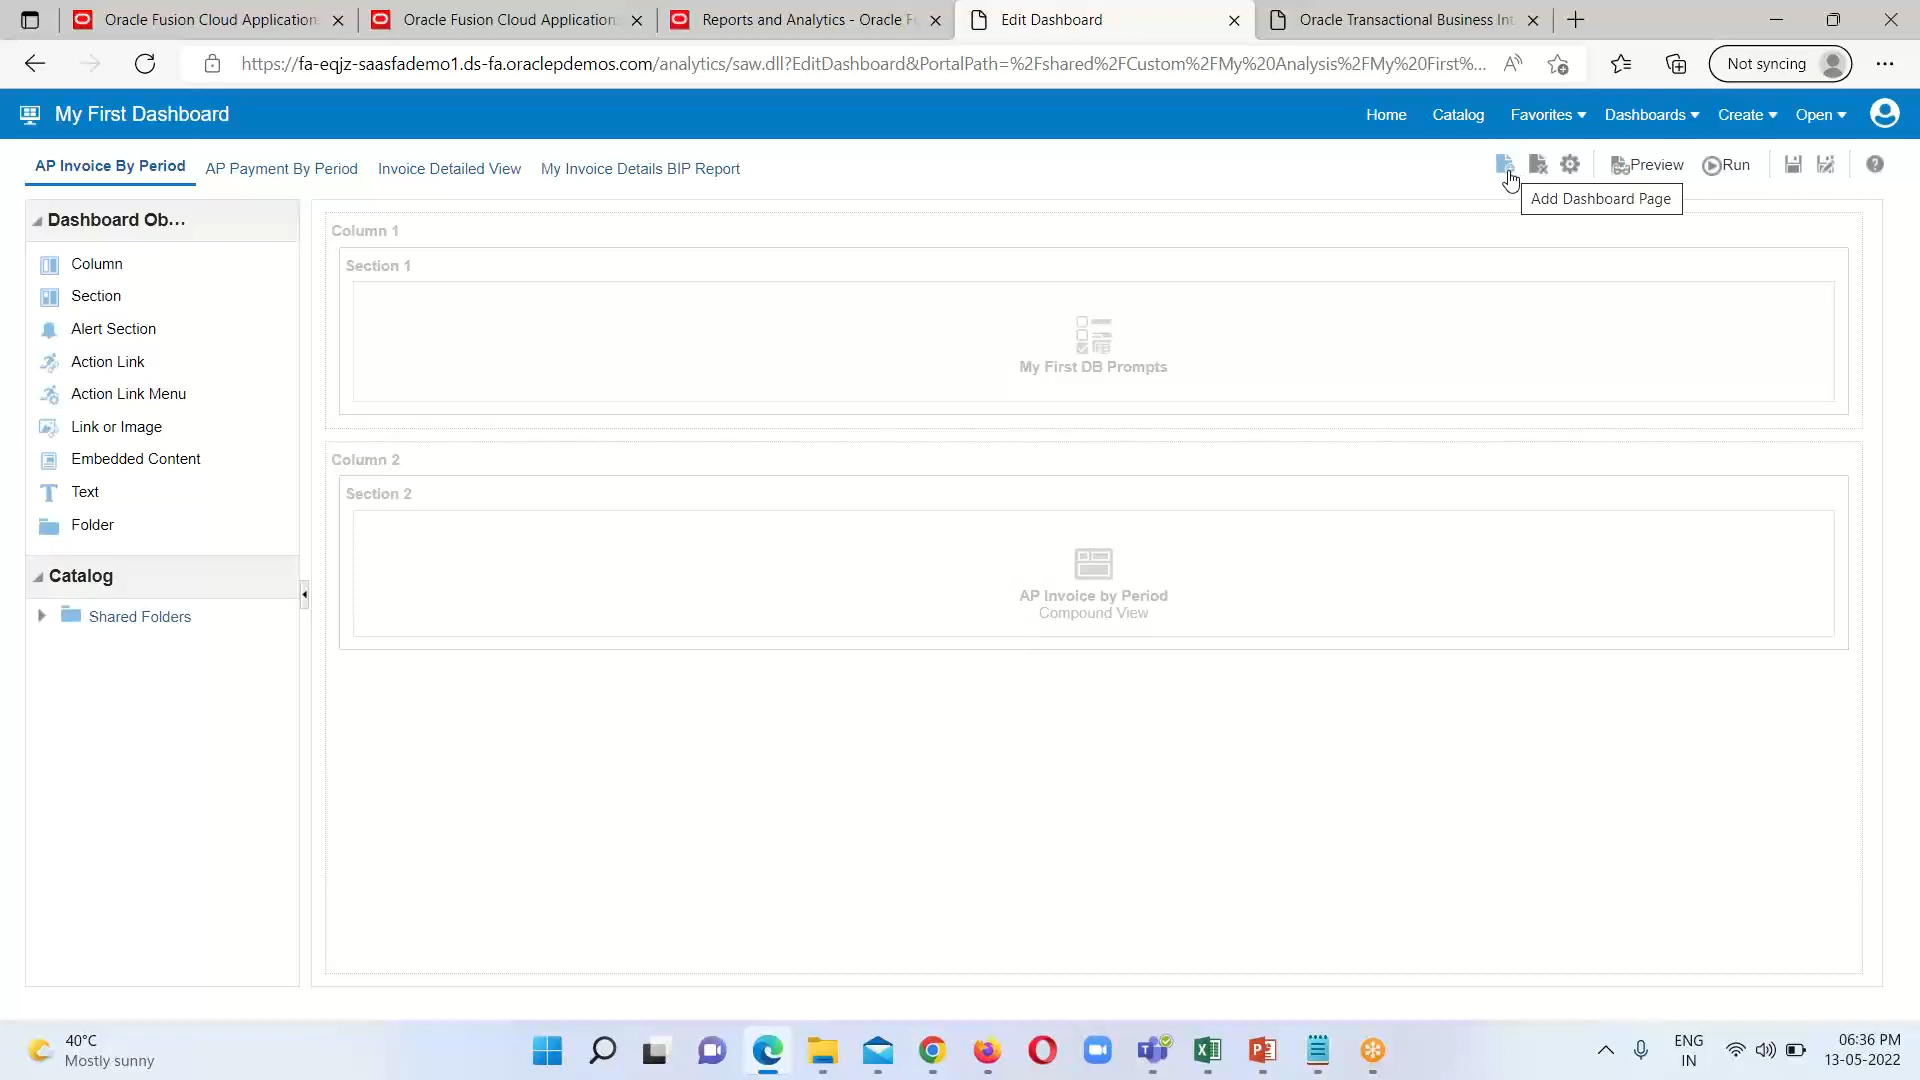 Oracle Fusion Cloud Application
Oracle Fusion Cloud Application
Reports and Analytics - Oracle F
Edit Dashboard
Oracle Transactional Business Int
https://fa-eqjz-saasfademo1.ds-fa.oraclepdemos.com/analytics/saw.dll?EditDashboard&PortalPath=%2Fshared%2FCustom%2FMy%20Analysis%2FMy%20First%...
Not syncing
My First Dashboard
Home
Catalog
Favorites
Dashboards
Create
Open
AP Invoice By Period
AP Payment By Period
Invoice Detailed View
My Invoice Details BIP Report
Preview
Run
Add Dashboard Page
Dashboard Ob...
Column
Section
Alert Section
Action Link
Action Link Menu
Link or Image
Embedded Content
Text
Folder
Catalog
Shared Folders
Column 1
Section 1
My First DB Prompts
Column 2
Section 2
AP Invoice by Period
Compound View
40°C
Mostly sunny
ENG
IN
06:36 PM
13-05-2022